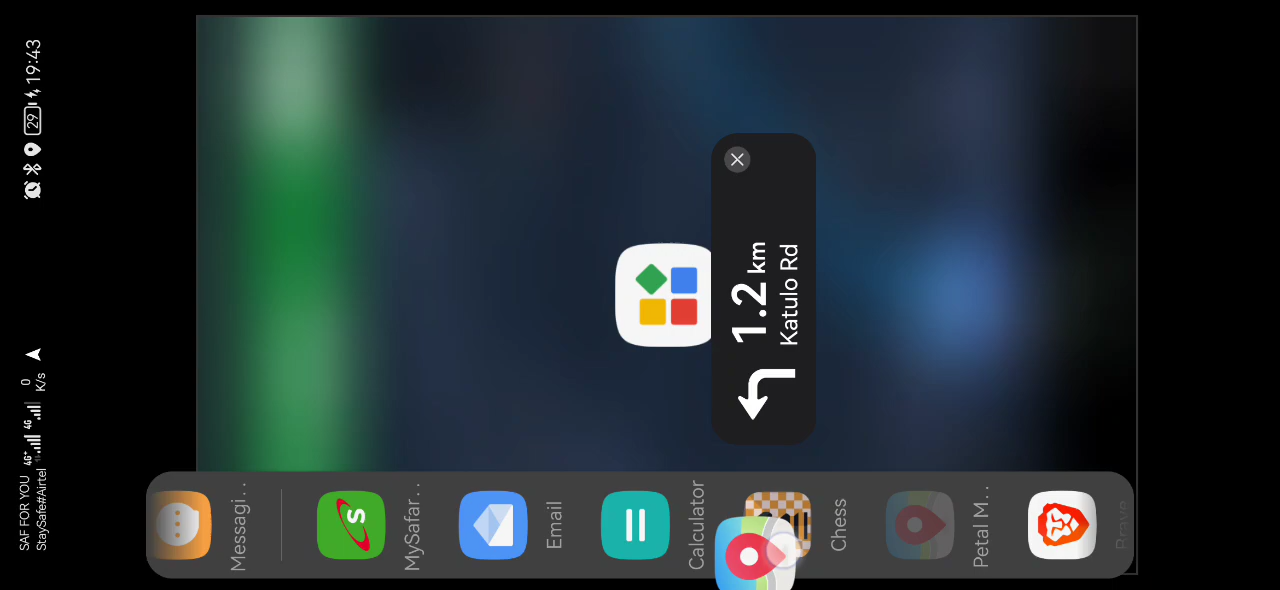 SAF FOR YOU
StaySafe#Airtel
4G+
4G
0
K/s
29
19:43
1.2 km
Katulo Rd
Messagi..
MySafar..
Email
Calculator
Chess
Petal M..
Brave